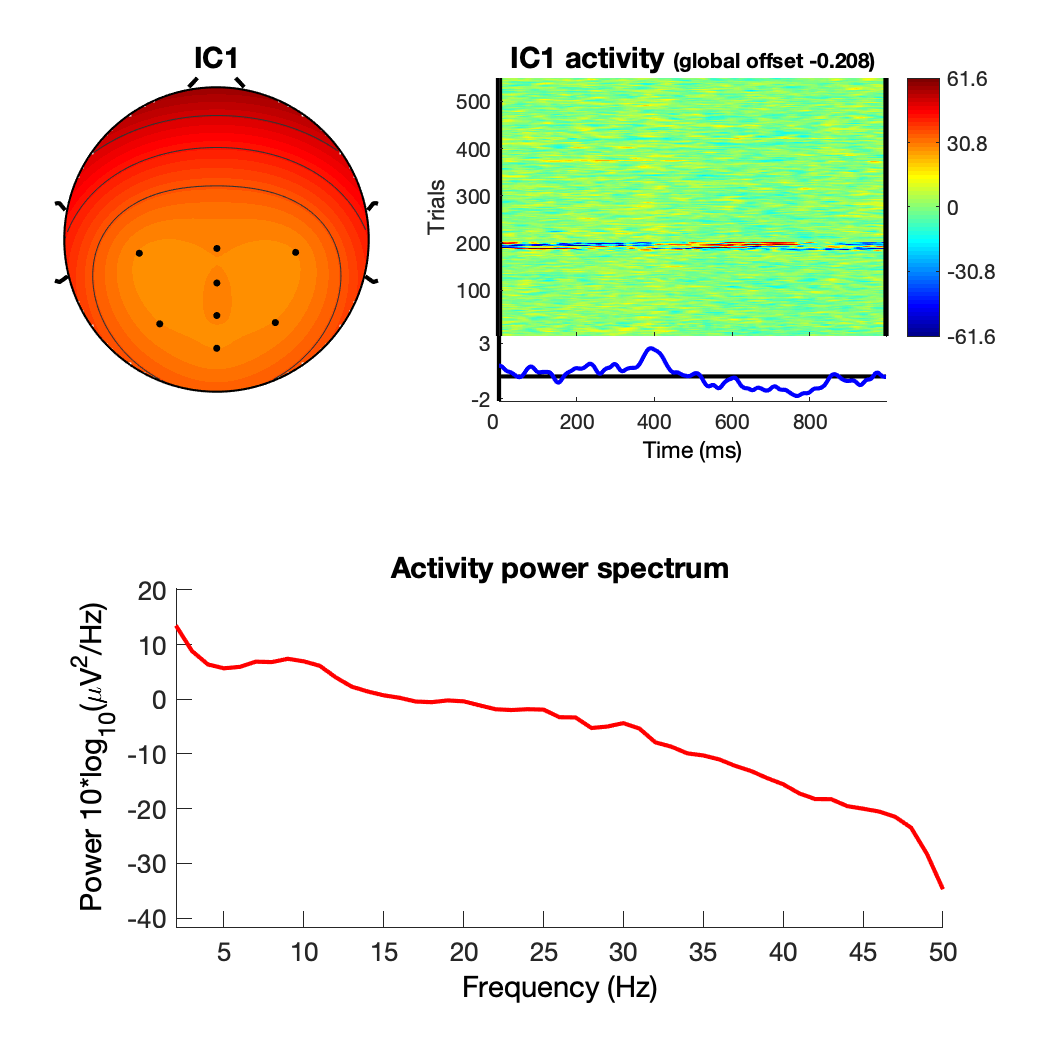 IC1
IC1 activity (global offset -0.208)
Trials
500
400
300
200
100
61.6
30.8
0
-30.8
-61.6
3
-2
0 200 400 600 800
Time (ms)
Activity power spectrum
Power 10*log10(μV2/Hz)
20
10
0
-10
-20
-30
-40
5 10 15 20 25 30 35 40 45 50
Frequency (Hz)